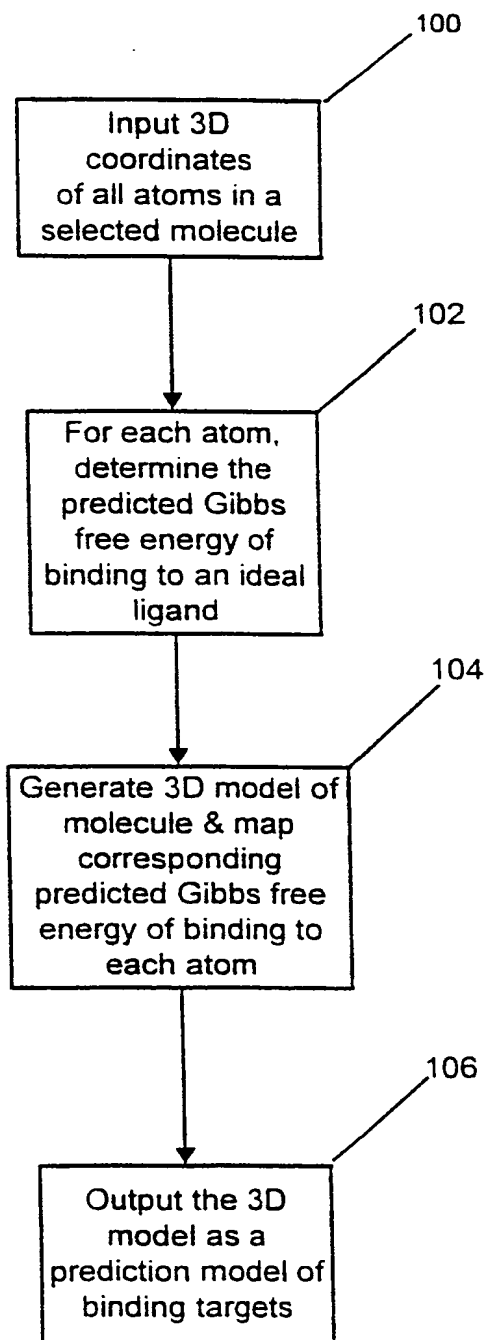 100
Input 3D
coordinates
of all atoms in a
selected molecule
102
For each atom,
determine the
predicted Gibbs
free energy of
binding to an ideal
ligand
104
Generate 3D model of
molecule & map
corresponding
predicted Gibbs free
energy of binding to
each atom
106
Output the 3D
model as a
prediction model of
binding targets